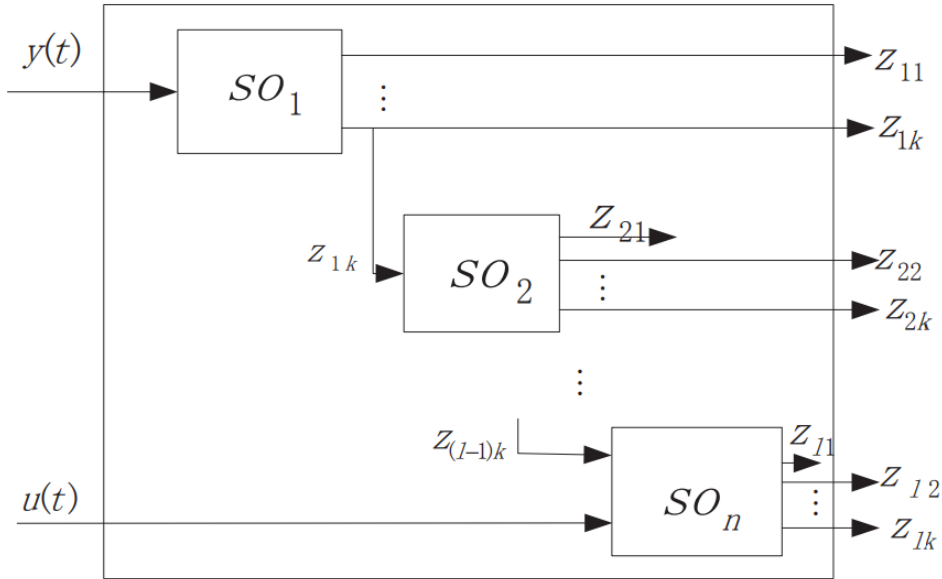 y(t)
SO1
⋮
z11
z1k
z1k
SO2
z21
⋮
z22
z2k
⋮
z(l−1)k
u(t)
SOn
zl1
⋮
zl2
zlk